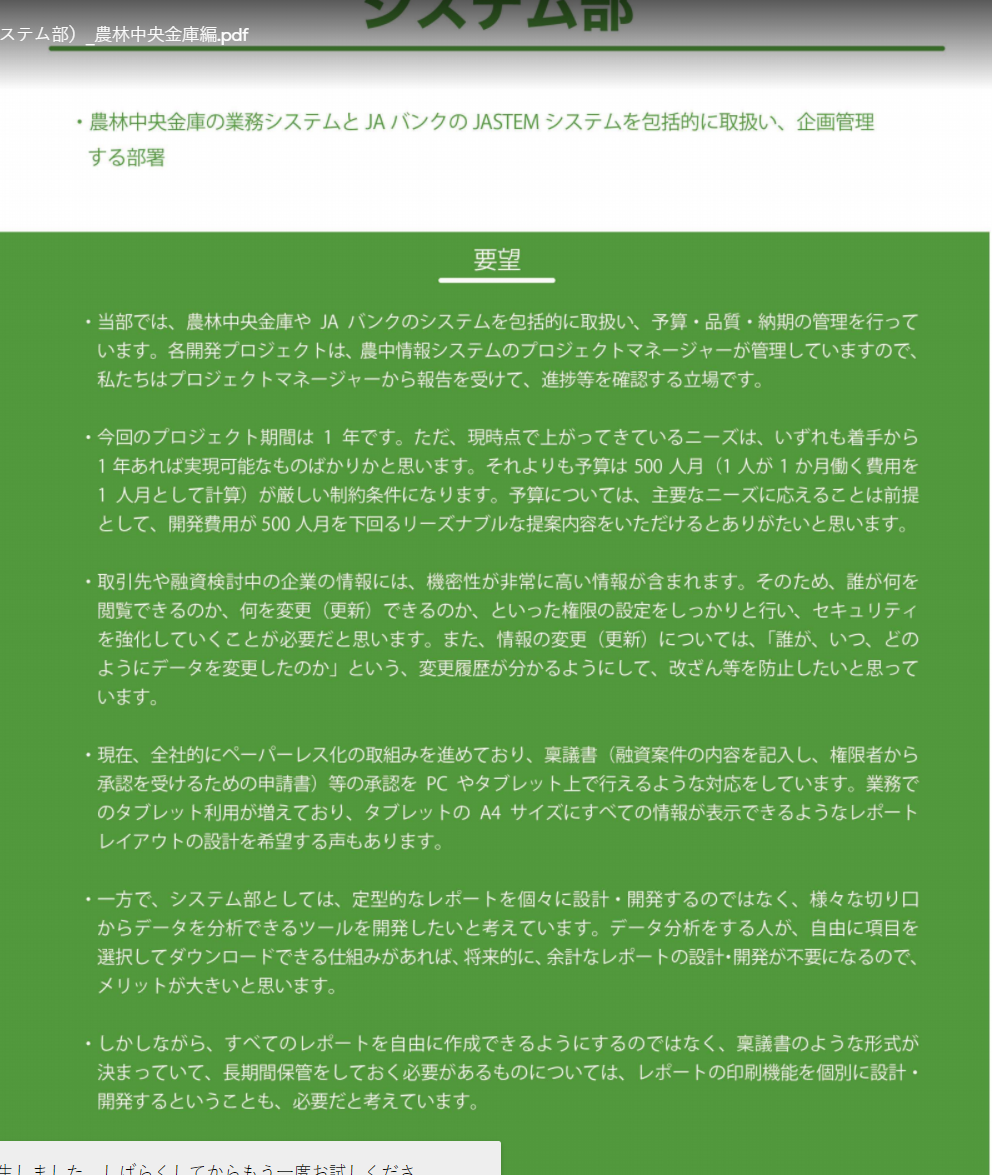 システム部
ステム部）_農林中央金庫編.pdf
・農林中央金庫の業務システムと JA バンクの JASTEM システムを包括的に取扱い、企画管理
する部署
要望
・当部では、農林中央金庫や JA バンクのシステムを包括的に取扱い、予算・品質・納期の管理を行って
います。各開発プロジェクトは、農中情報システムのプロジェクトマネージャーが管理していますので、
私たちはプロジェクトマネージャーから報告を受けて、進捗等を確認する立場です。
・今回のプロジェクト期間は 1 年です。ただ、現時点で上がってきているニーズは、いずれも着手から
1 年あれば実現可能なものばかりかと思います。それよりも予算は 500 人月（1 人が 1 か月働く費用を
1 人月として計算）が厳しい制約条件になります。予算については、主要なニーズに応えることは前提
として、開発費用が 500 人月を下回るリーズナブルな提案内容をいただけるとありがたいと思います。
・取引先や融資検討中の企業の情報には、機密性が非常に高い情報が含まれます。そのため、誰が何を
閲覧できるのか、何を変更（更新）できるのか、といった権限の設定をしっかりと行い、セキュリティ
を強化していくことが必要だと思います。また、情報の変更（更新）については、「誰が、いつ、どの
ようにデータを変更したのか」という、変更履歴が分かるようにして、改ざん等を防止したいと思って
います。
・現在、全社的にペーパーレス化の取組みを進めており、稟議書（融資案件の内容を記入し、権限者から
承認を受けるための申請書）等の承認を PC やタブレット上で行えるような対応をしています。業務で
のタブレット利用が増えており、タブレットの A4 サイズにすべての情報が表示できるようなレポート
レイアウトの設計を希望する声もあります。
・一方で、システム部としては、定型的なレポートを個々に設計・開発するのではなく、様々な切り口
からデータを分析できるツールを開発したいと考えています。データ分析をする人が、自由に項目を
選択してダウンロードできる仕組みがあれば、将来的に、余計なレポートの設計・開発が不要になるので、
メリットが大きいと思います。
・しかしながら、すべてのレポートを自由に作成できるようにするのではなく、稟議書のような形式が
決まっていて、長期間保管をしておく必要があるものについては、レポートの印刷機能を個別に設計・
開発するということも、必要だと考えています。
生しました。しばらくしてからもう一度お試しくださ